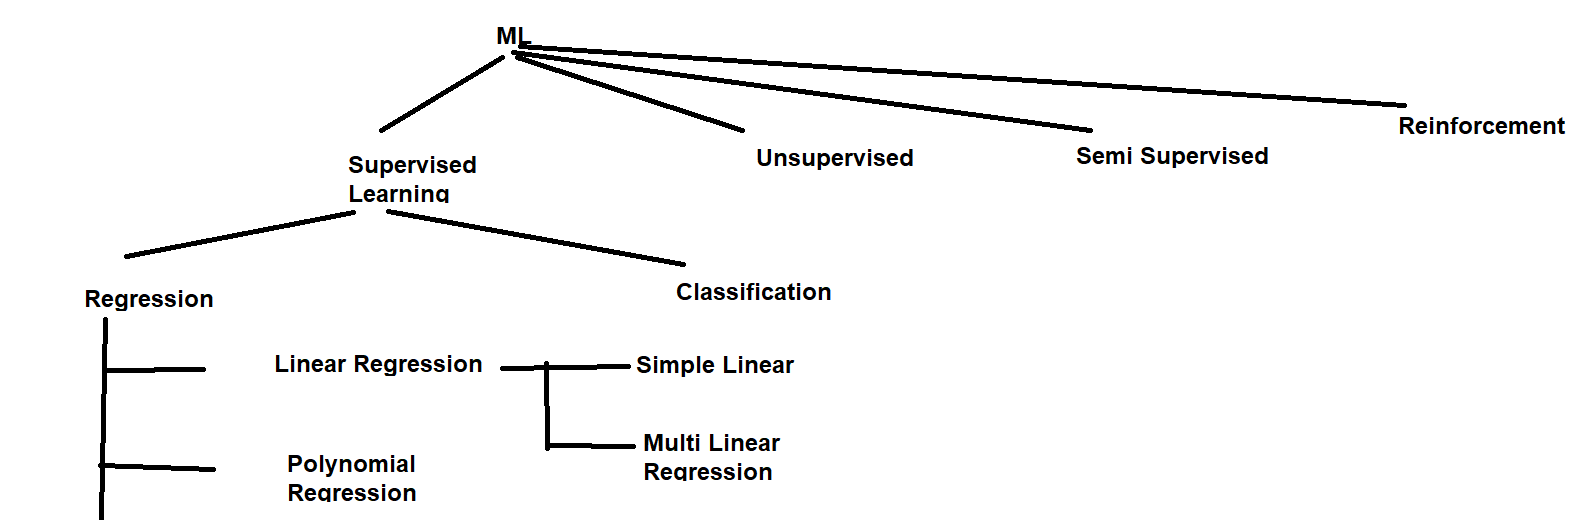 ML
Reinforcement
Supervised
Learning
Unsupervised
Semi Supervised
Regression
Classification
Linear Regression
Simple Linear
Multi Linear
Regression
Polynomial
Regression